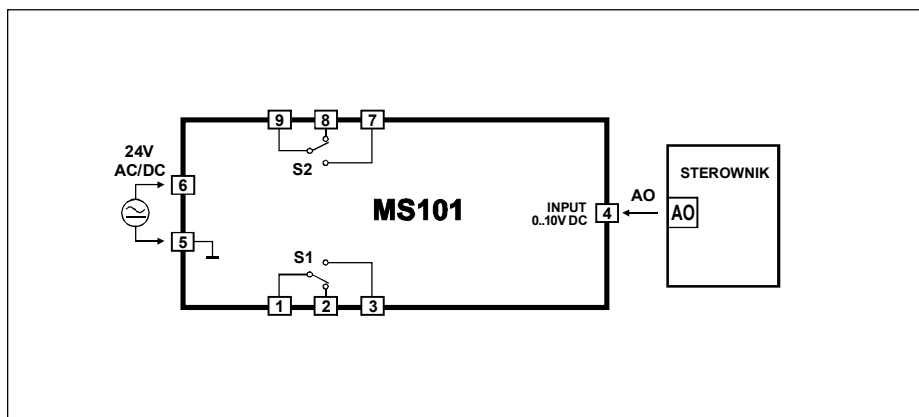 9
8
7
S2
24V
AC/DC
6
5
MS101
INPUT
0..10V DC
4
AO
STEROWNIK
AO
S1
1
2
3